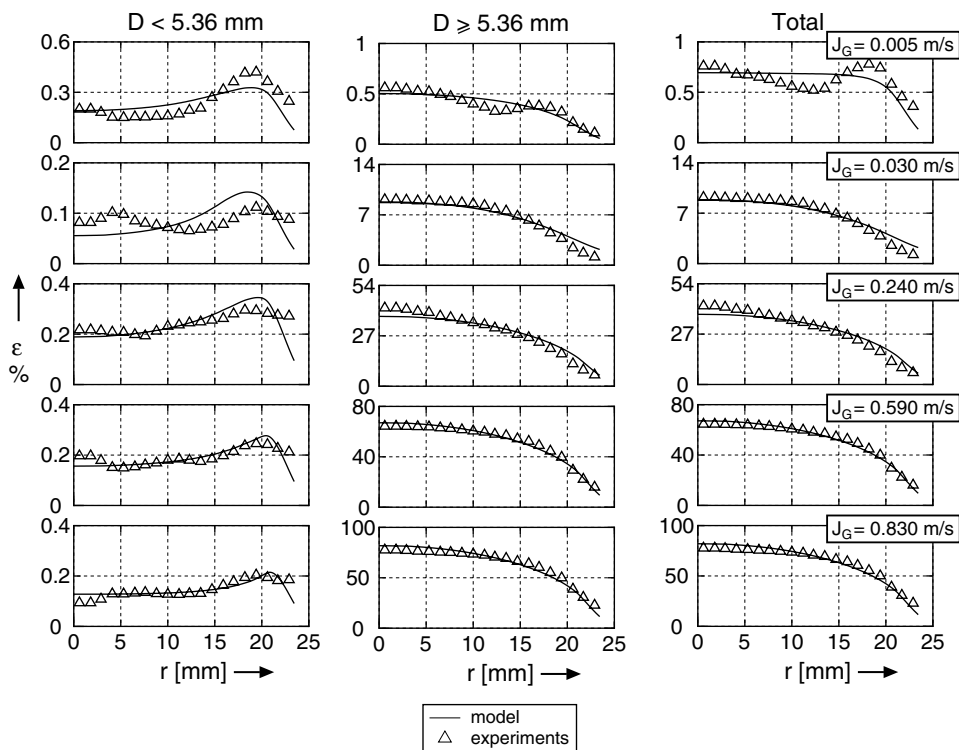 D < 5.36 mm
D ⩾ 5.36 mm
Total
0.6
0.3
0
1
0.5
0
1
0.5
0
J_G = 0.005 m/s
0.2
0.1
0
14
7
0
14
7
0
J_G = 0.030 m/s
0.4
0.2
0
54
27
0
54
27
0
J_G = 0.240 m/s
ε
%
0.4
0.2
0
80
40
0
80
40
0
J_G = 0.590 m/s
0.4
0.2
0
100
50
0
100
50
0
J_G = 0.830 m/s
0 5 10 15 20 25
0 5 10 15 20 25
0 5 10 15 20 25
r [mm]
r [mm]
r [mm]
model
experiments